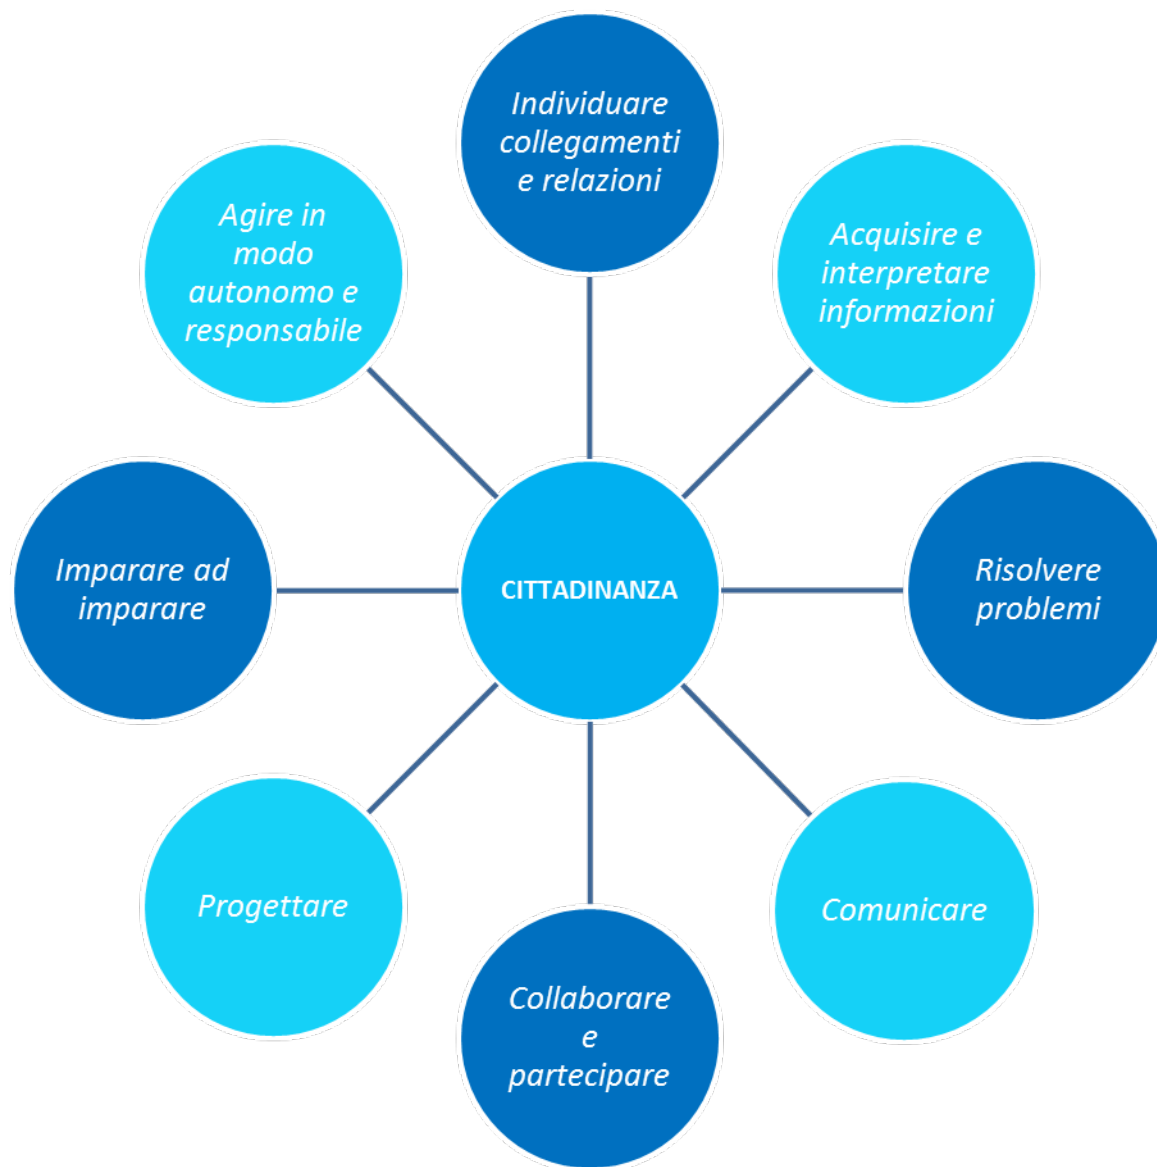 Individuare
collegamenti
e relazioni
Agire in
modo
autonomo e
responsabile
Acquisire e
interpretare
informazioni
Imparare ad
imparare
CITTADINANZA
Risolvere
problemi
Progettare
Comunicare
Collaborare
e
partecipare